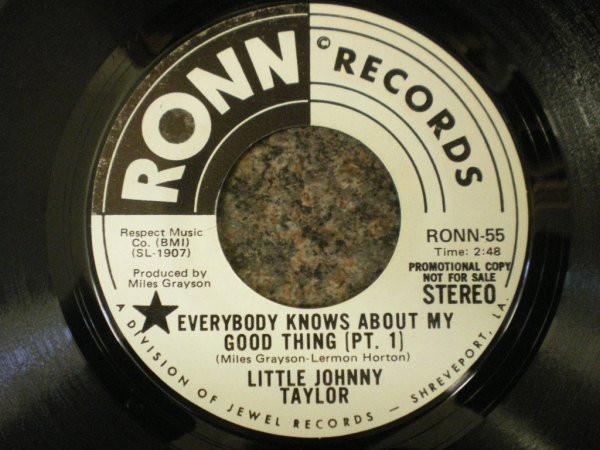 RONN © RECORDS
Respect Music
Co. (BMI)
(SL-1907)
Produced by
Miles Grayson
RONN-55
Time: 2:48
PROMOTIONAL COPY
NOT FOR SALE
STEREO
EVERYBODY KNOWS ABOUT MY
GOOD THING (PT. 1)
(Miles Grayson-Lermon Horton)
LITTLE JOHNNY
TAYLOR
A DIVISION OF JEWEL RECORDS — SHREVEPORT, LA.